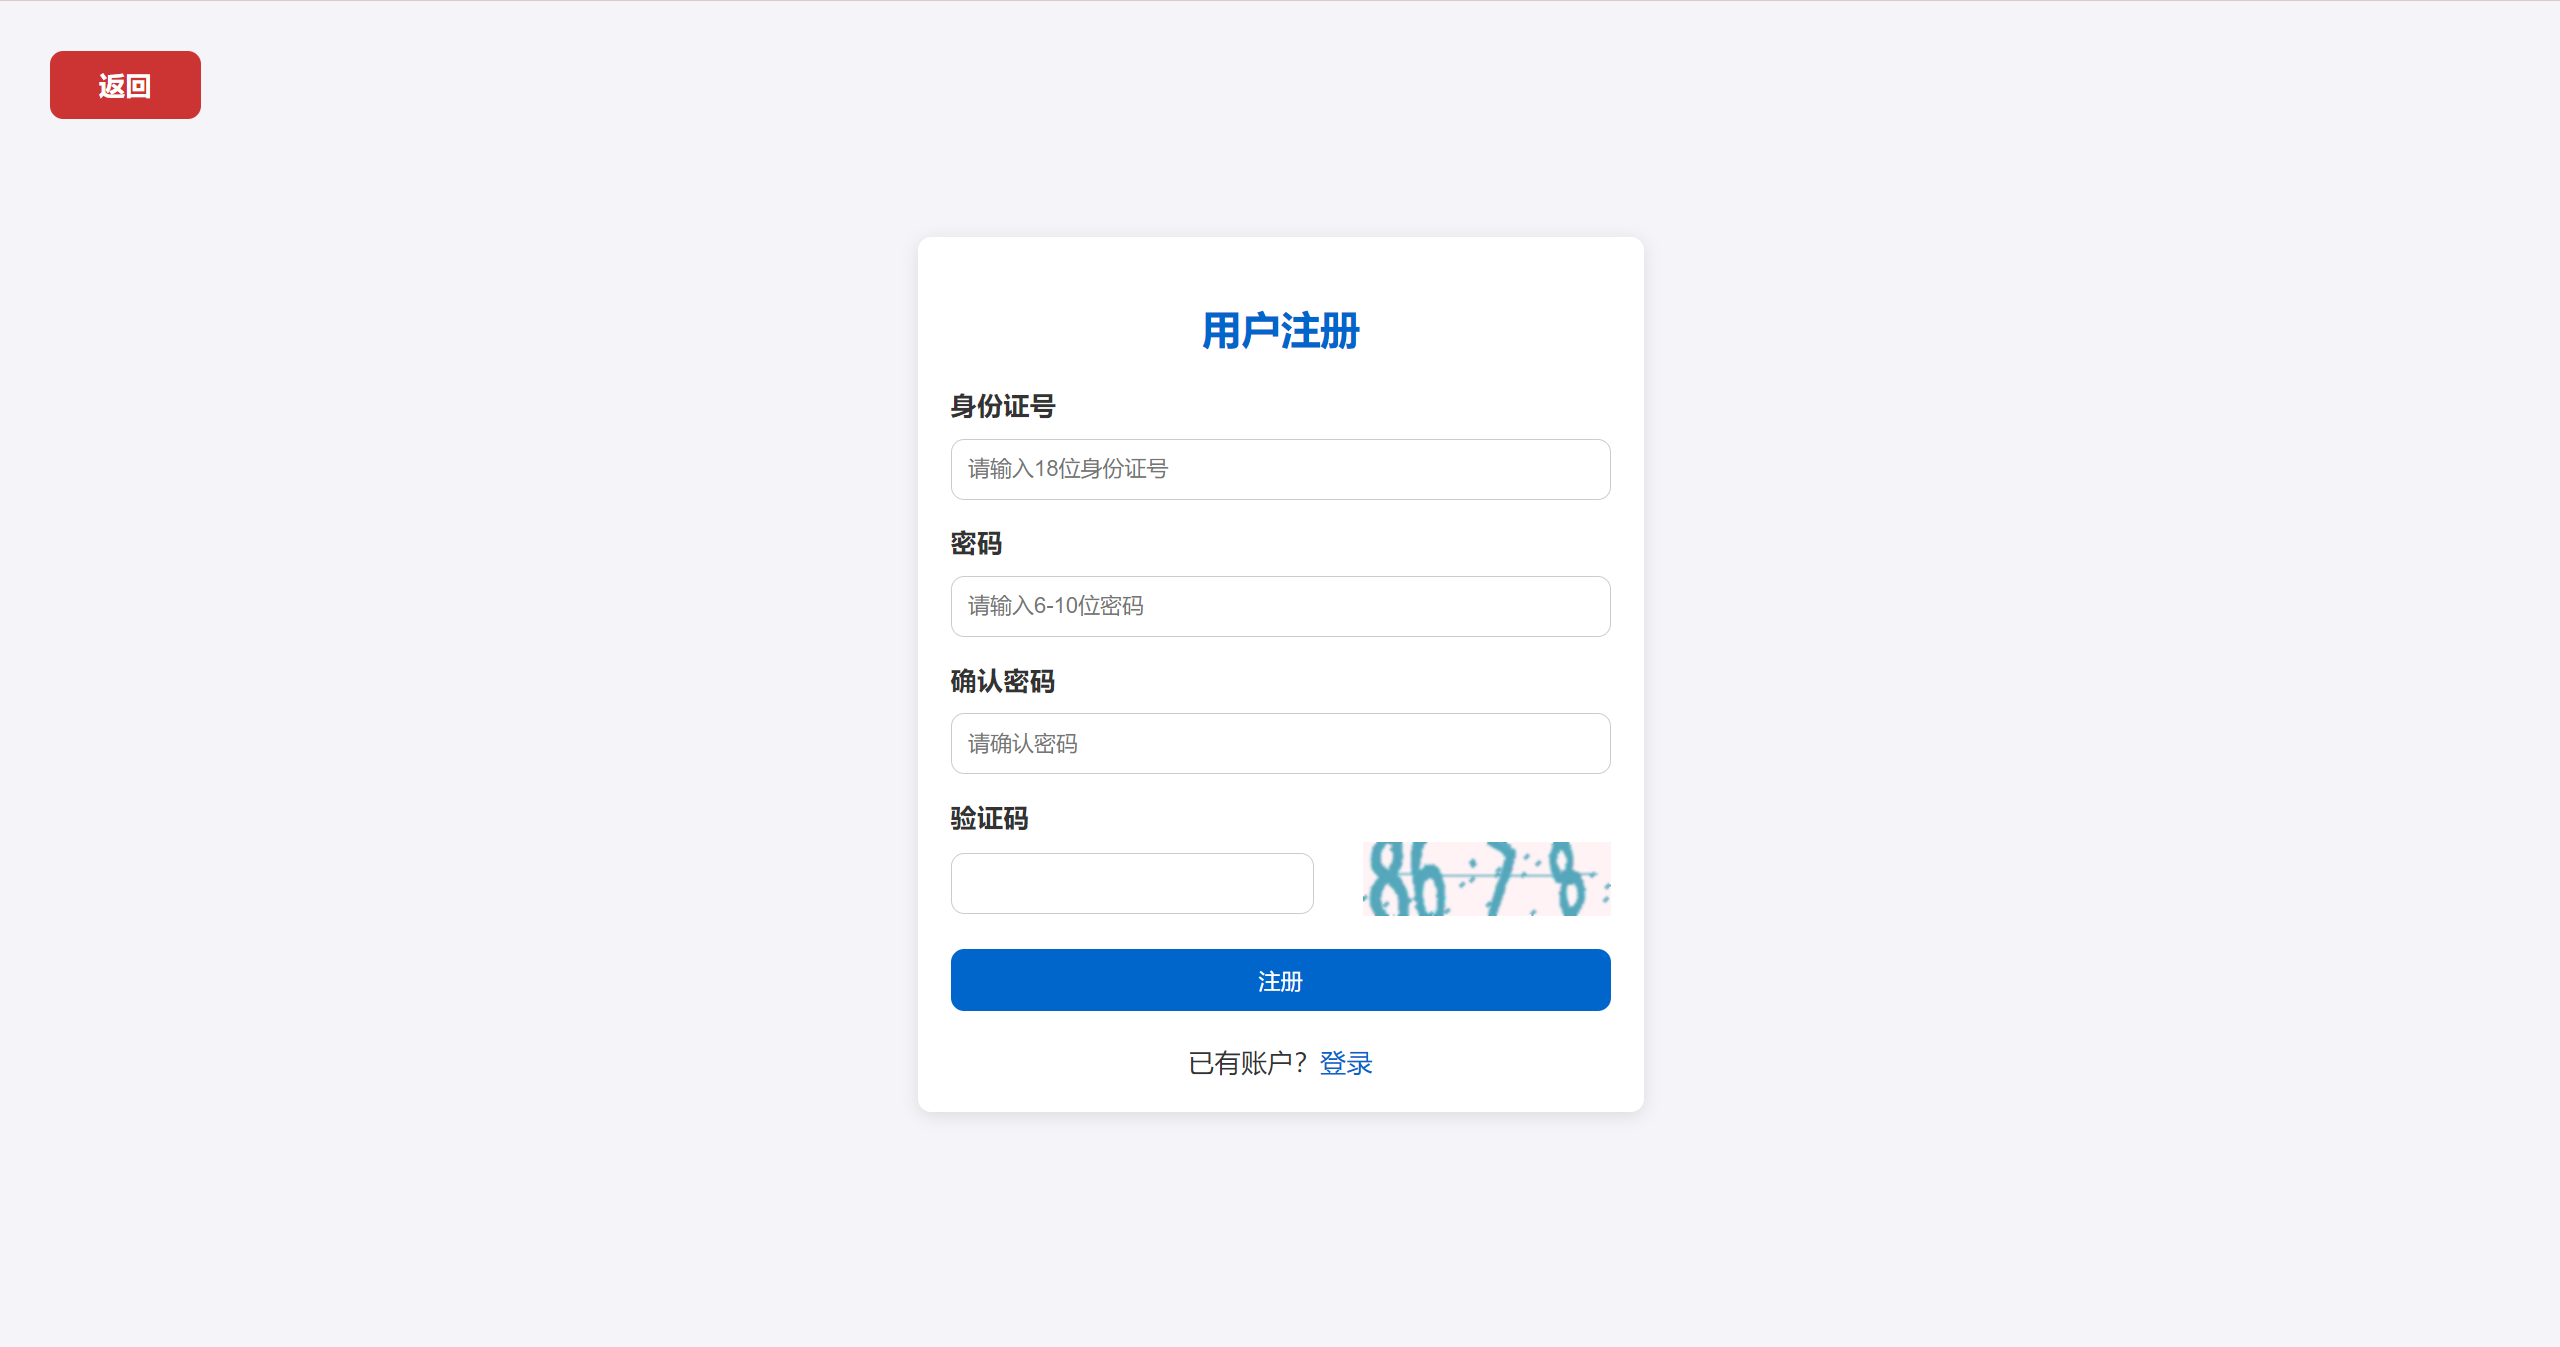 返回
用户注册
身份证号
请输入18位身份证号
密码
请输入6-10位密码
确认密码
请确认密码
验证码
8678
注册
已有账户？登录